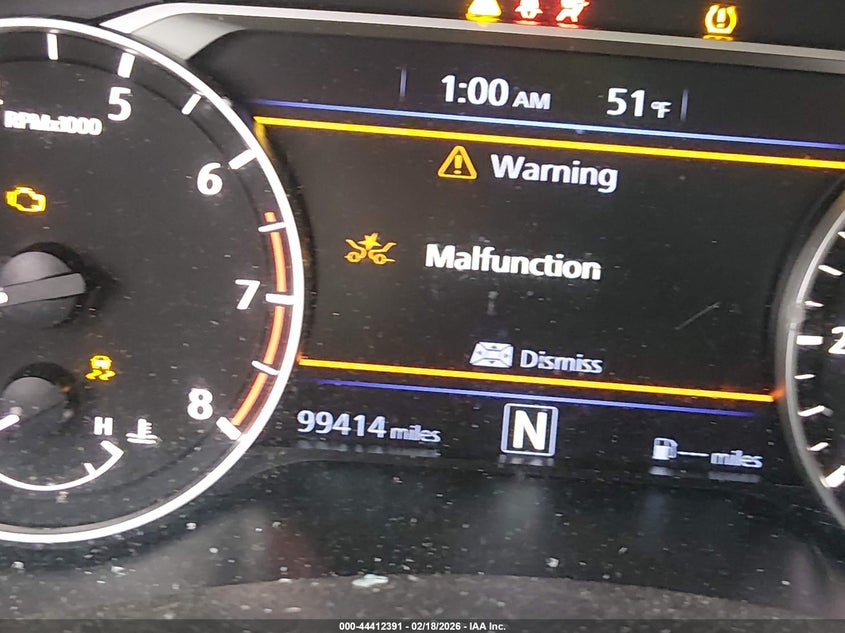 1:00 AM 51°F
5
RPMx1000
Warning
6
Malfunction
7
2
Dismiss
8
99414 miles N --- miles
H
000-44412391 - 02/18/2026 - IAA Inc.